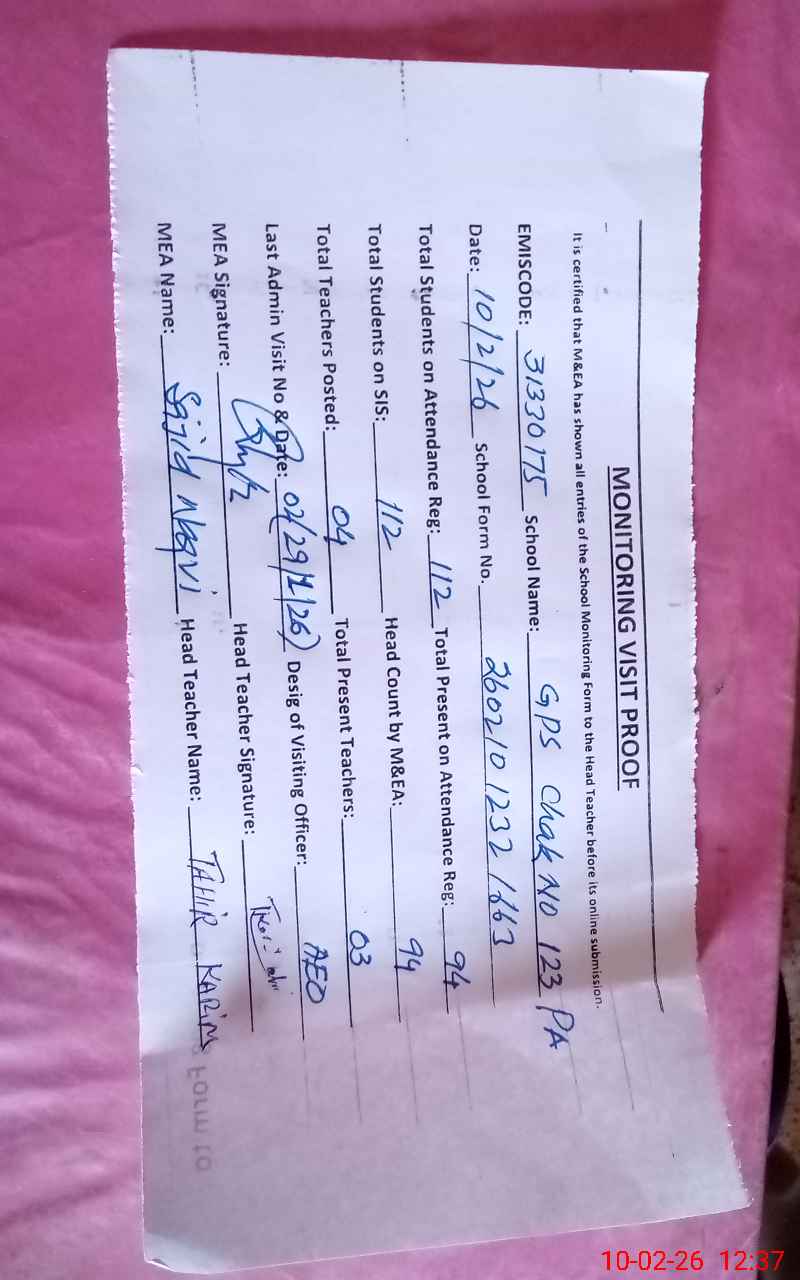 MONITORING VISIT PROOF
It is certified that M&EA has shown all entries of the School Monitoring Form to the Head Teacher before its online submission.
EMISCODE: 31330175 School Name: GPS Chak NO 123 PA
Date: 10/2/26 School Form No. 260210 1232 1663
Total Students on Attendance Reg: 112 Total Present on Attendance Reg: 94
Total Students on SIS: 112 Head Count by M&EA: 94
Total Teachers Posted: 04 Total Present Teachers: 03
Last Admin Visit No & Date: 02(29/1/26) Desig of Visiting Officer: AEO
MEA Signature: Head Teacher Signature:
MEA Name: Sajid Naqvi Head Teacher Name: TAHIR KARIM
10-02-26 12:37